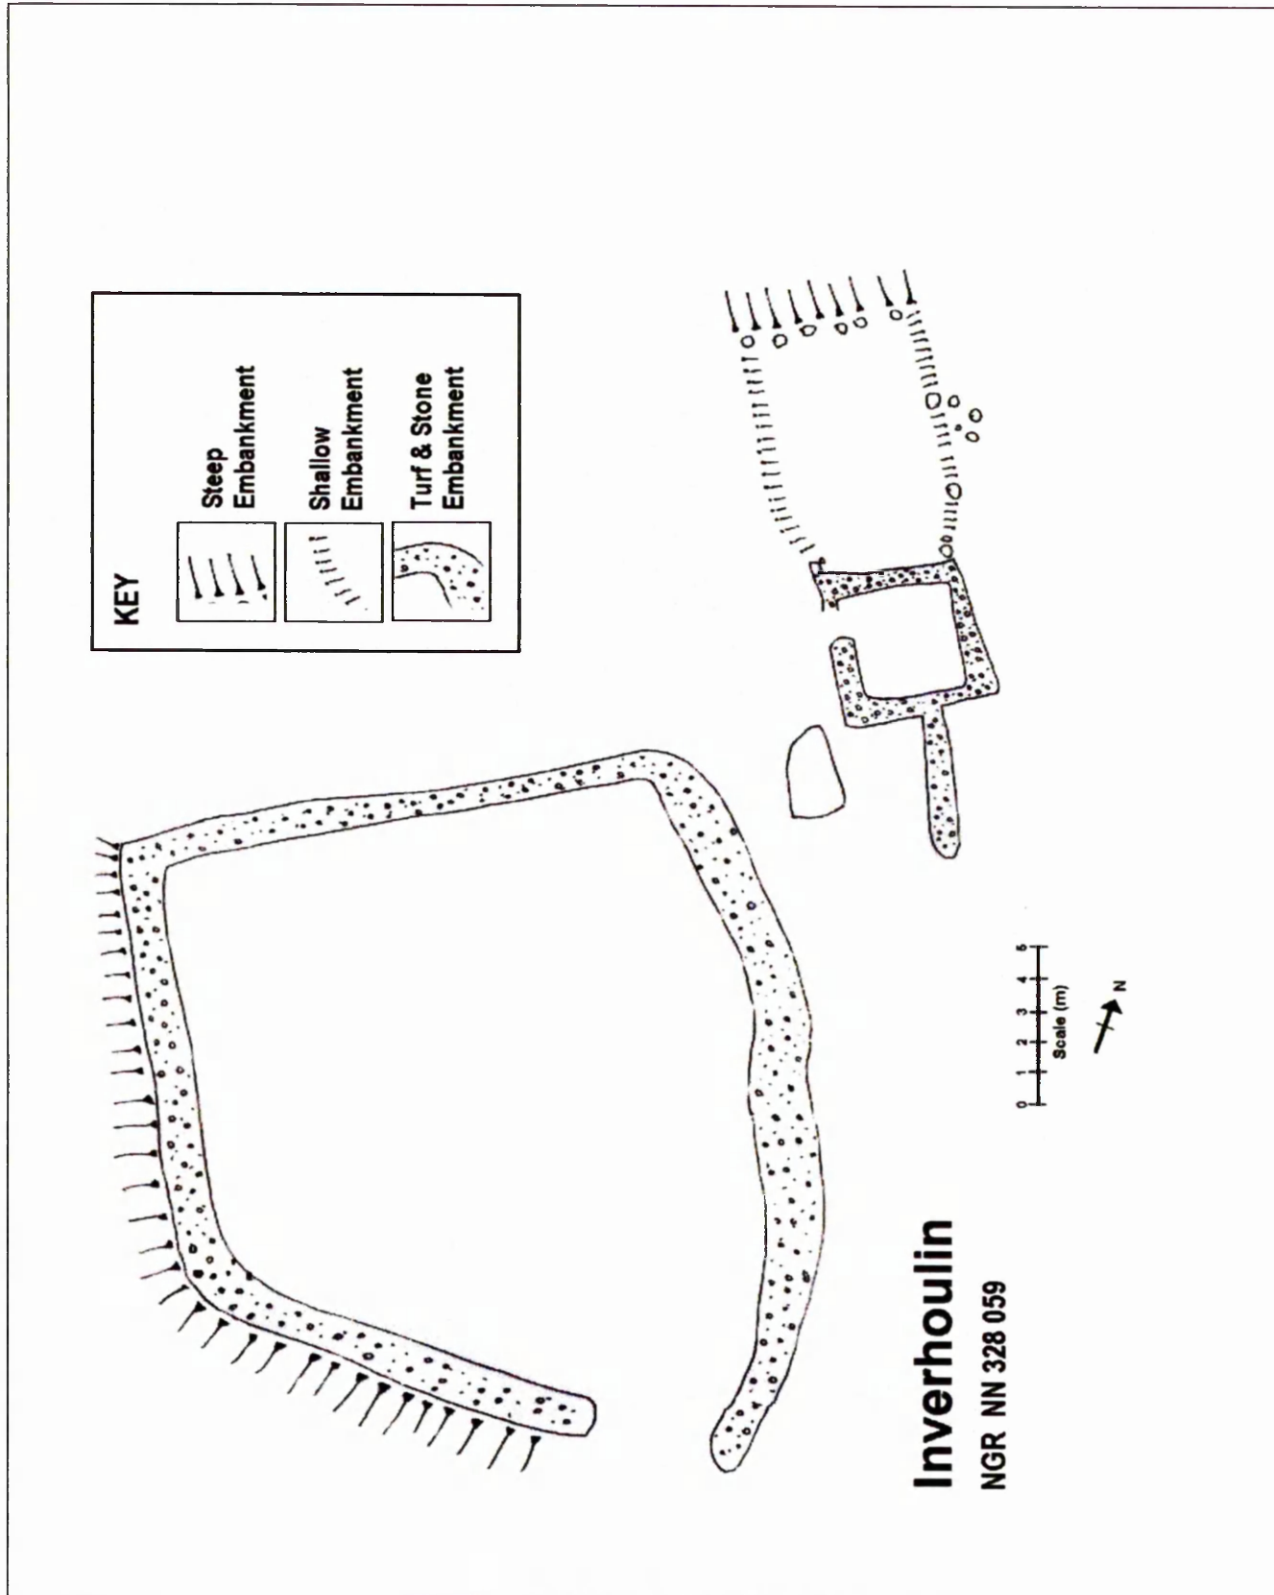 KEY
Steep
Embankment
Shallow
Embankment
Turf & Stone
Embankment
Inverhoulin
NGR NN 328 059
0 1 2 3 4 5
Scale (m)
N